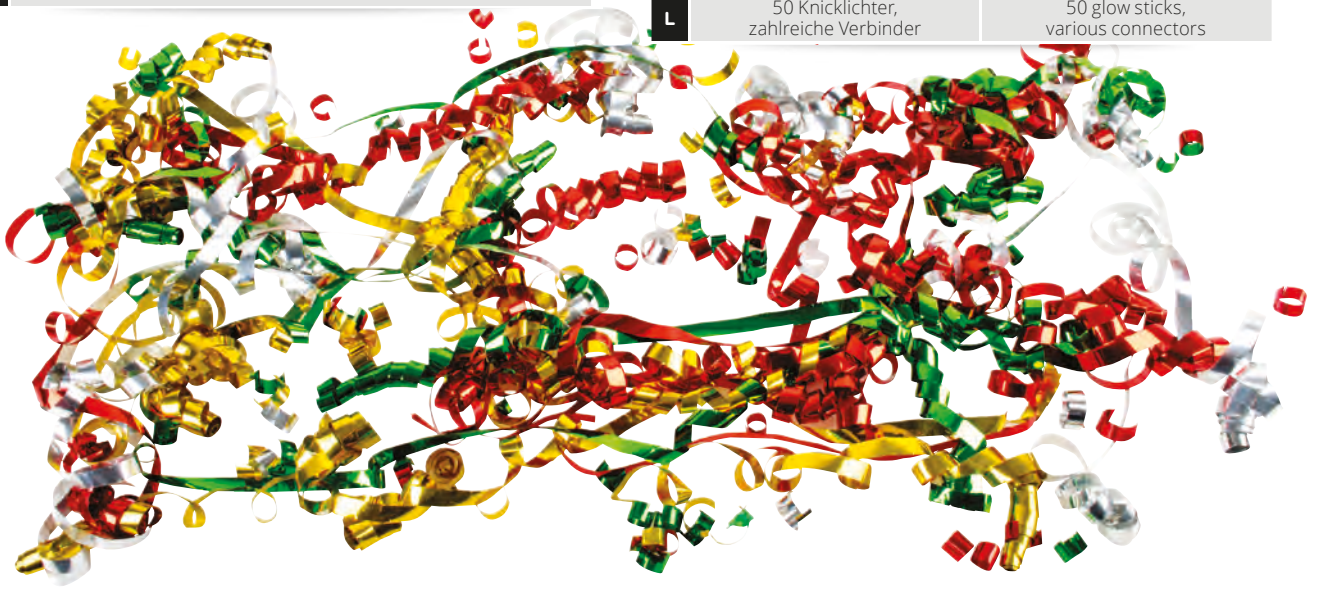 L
50 Knicklichter,
zahlreiche Verbinder
50 glow sticks,
various connectors